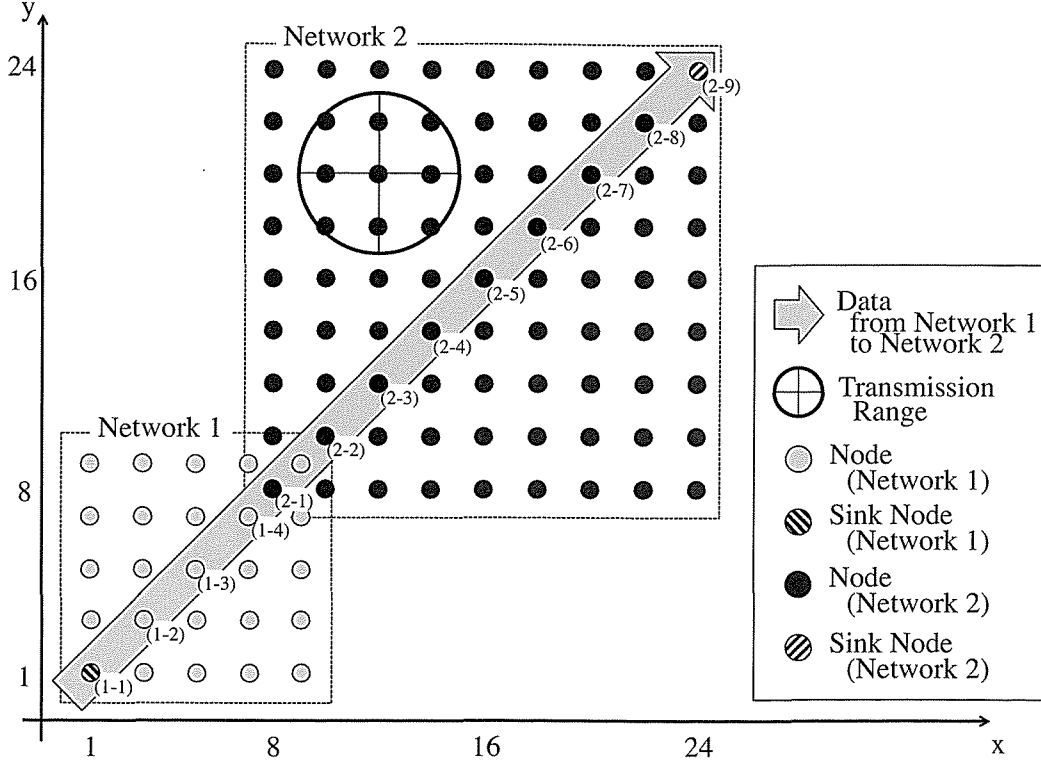 y
Network 2
24
(2-9)
(2-8)
(2-7)
(2-6)
16
(2-5)
(2-4)
(2-3)
Network 1
(2-2)
8
(2-1)
(1-4)
(1-3)
(1-2)
1
(1-1)
1
8
16
24
x
Data
from Network 1
to Network 2
Transmission
Range
Node
(Network 1)
Sink Node
(Network 1)
Node
(Network 2)
Sink Node
(Network 2)